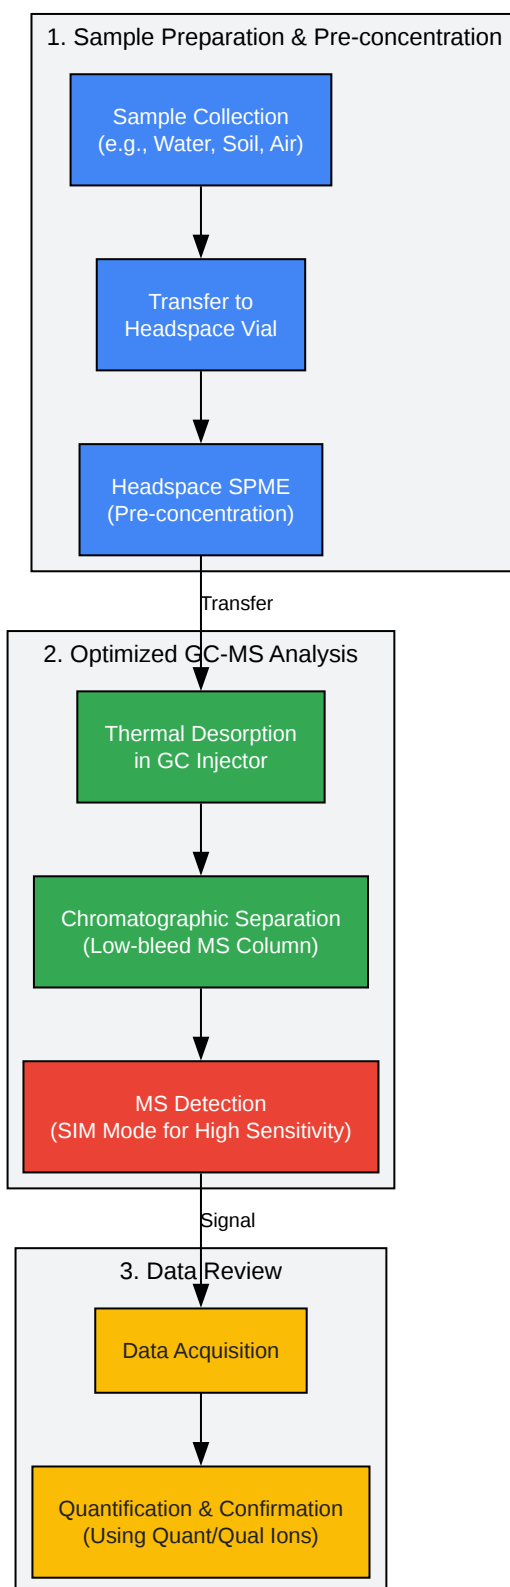 1. Sample Preparation & Pre-concentration
Sample Collection
(e.g., Water, Soil, Air)
Transfer to
Headspace Vial
Headspace SPME
(Pre-concentration)
Transfer
2. Optimized GC-MS Analysis
Thermal Desorption
in GC Injector
Chromatographic Separation
(Low-bleed MS Column)
MS Detection
(SIM Mode for High Sensitivity)
Signal
3. Data Review
Data Acquisition
Quantification & Confirmation
(Using Quant/Qual Ions)